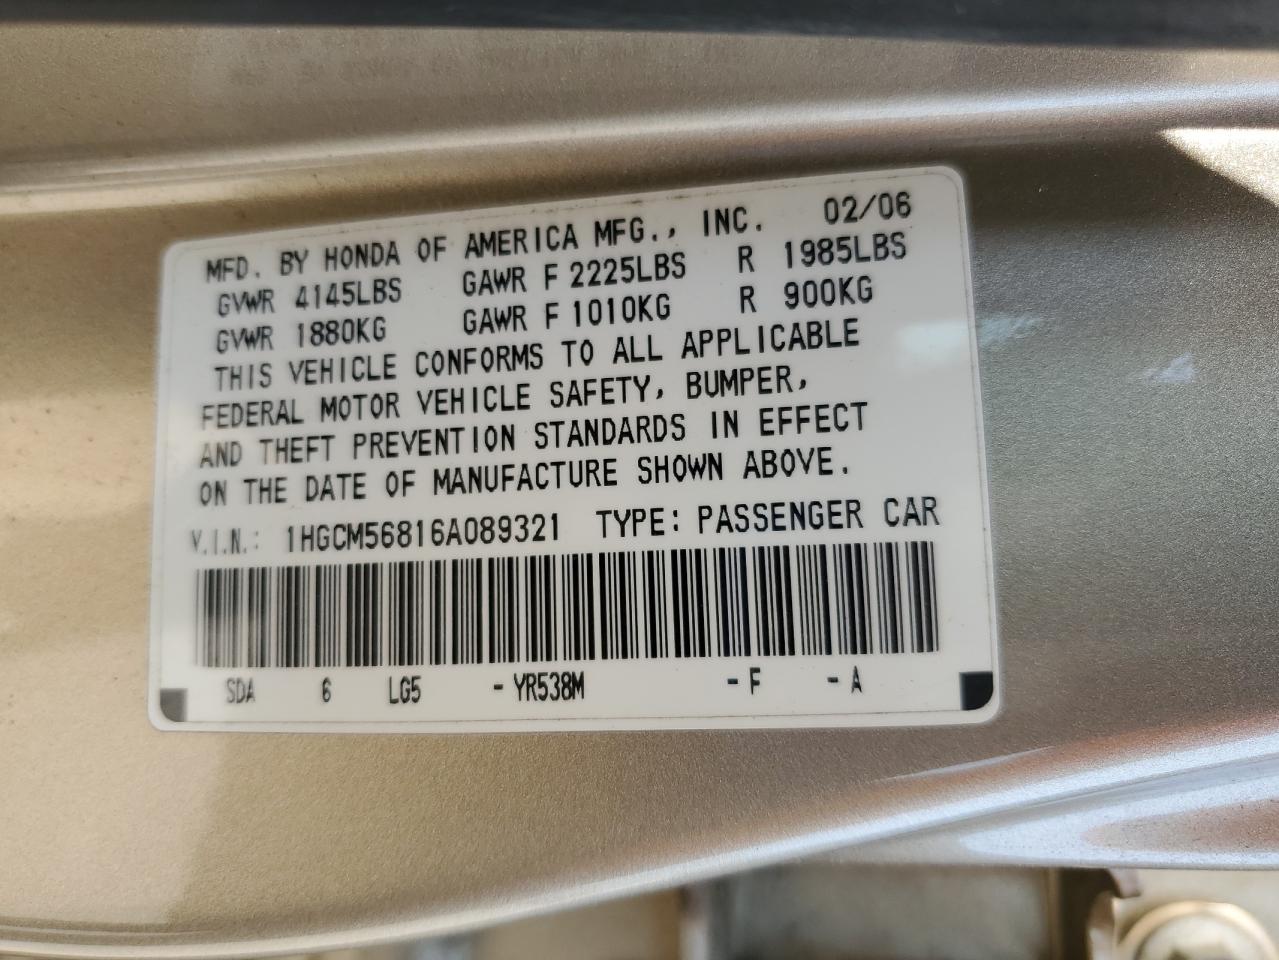 MFD. BY HONDA OF AMERICA MFG., INC. 02/06
GVWR 4145LBS GAWR F 2225LBS R 1985LBS
GVWR 1880KG GAWR F 1010KG R 900KG
THIS VEHICLE CONFORMS TO ALL APPLICABLE
FEDERAL MOTOR VEHICLE SAFETY, BUMPER,
AND THEFT PREVENTION STANDARDS IN EFFECT
ON THE DATE OF MANUFACTURE SHOWN ABOVE.
V.I.N.: 1HGCM56816A089321 TYPE: PASSENGER CAR
SDA 6 LG5 -YR538M -F -A